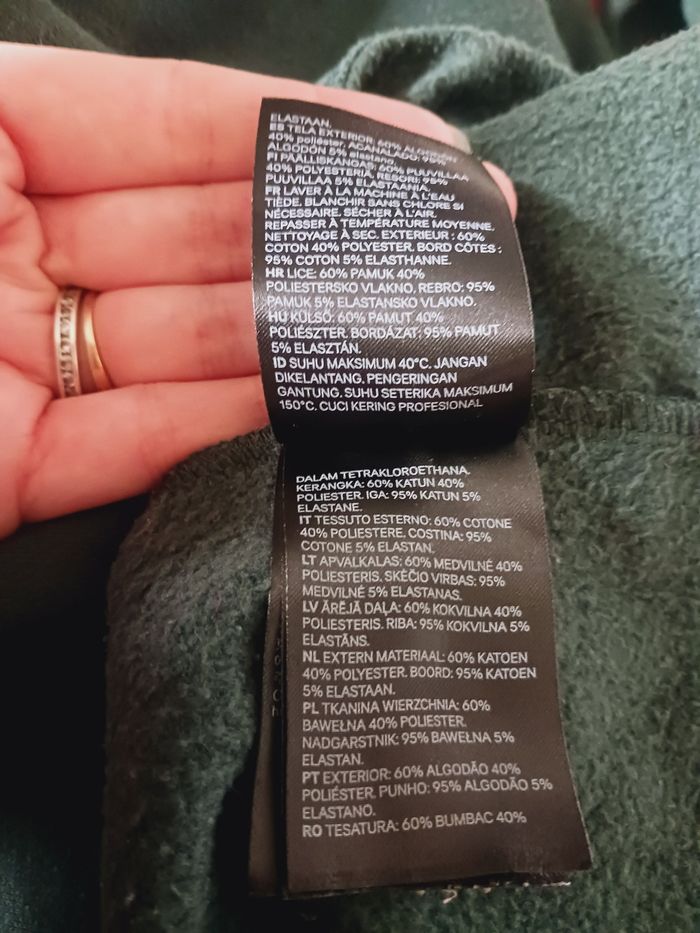 ELASTAAN.
ES TELA EXTERIOR: 60% ALGODÓN
40% poliéster. ACANALADO: 95%
ALGODÓN 5% elastano.
FI PÄÄLLISKANGAS: 60% PUUVILLAA
40% POLYESTERIA. RESORI: 95%
PUUVILLAA 5% ELASTAANIA.
FR LAVER À LA MACHINE À L'EAU
TIÈDE. BLANCHIR SANS CHLORE SI
NÉCESSAIRE. SÉCHER À L'AIR.
REPASSER À TEMPÉRATURE MOYENNE.
NETTOYAGE À SEC. EXTERIEUR : 60%
COTON 40% POLYESTER. BORD CÔTES :
95% COTON 5% ELASTHANNE.
HR LICE: 60% PAMUK 40%
POLIESTERSKO VLAKNO. REBRO: 95%
PAMUK 5% ELASTANSKO VLAKNO.
HU KÜLSŐ: 60% PAMUT 40%
POLIÉSZTER. BORDÁZAT: 95% PAMUT
5% ELASZTÁN.
ID SUHU MAKSIMUM 40°C. JANGAN
DIKELANTANG. PENGERINGAN
GANTUNG. SUHU SETERIKA MAKSIMUM
150°C. CUCI KERING PROFESIONAL
DALAM TETRAKLOROETHANA.
KERANGKA: 60% KATUN 40%
POLIESTER. IGA: 95% KATUN 5%
ELASTANE.
IT TESSUTO ESTERNO: 60% COTONE
40% POLIESTERE. COSTINA: 95%
COTONE 5% ELASTAN.
LT APVALKALAS: 60% MEDVILNĖ 40%
POLIESTERIS. SKĖČIO VIRBAS: 95%
MEDVILNĖ 5% ELASTANAS.
LV ĀRĒJĀ DAĻA: 60% KOKVILNA 40%
POLIESTERIS. RIBA: 95% KOKVILNA 5%
ELASTĀNS.
NL EXTERN MATERIAAL: 60% KATOEN
40% POLYESTER. BOORD: 95% KATOEN
5% ELASTAAN.
PL TKANINA WIERZCHNIA: 60%
BAWEŁNA 40% POLIESTER.
NADGARSTNIK: 95% BAWEŁNA 5%
ELASTAN.
PT EXTERIOR: 60% ALGODÃO 40%
POLIÉSTER. PUNHO: 95% ALGODÃO 5%
ELASTANO.
RO TESATURA: 60% BUMBAC 40%